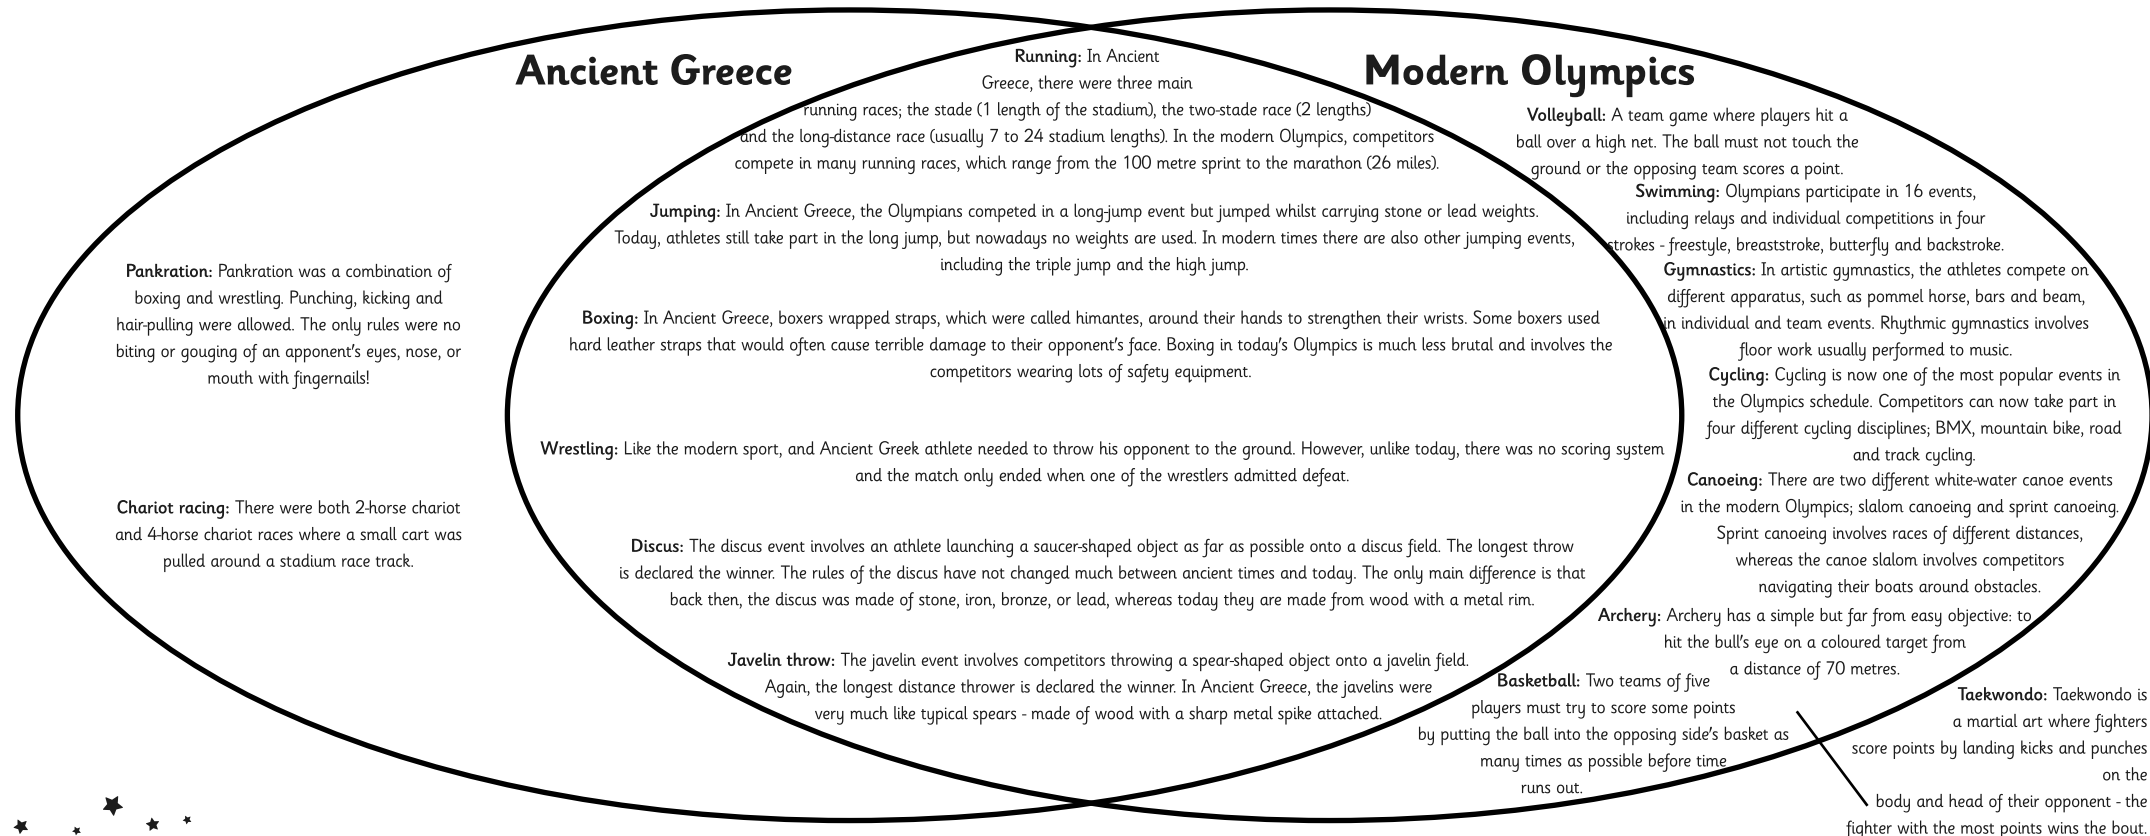 Ancient Greece
Pankration: Pankration was a combination of
boxing and wrestling. Punching, kicking and
hair-pulling were allowed. The only rules were no
biting or gouging of an apponent's eyes, nose, or
mouth with fingernails!
Chariot racing: There were both 2-horse chariot
and 4-horse chariot races where a small cart was
pulled around a stadium race track.
Running: In Ancient
Greece, there were three main
running races; the stade (1 length of the stadium), the two-stade race (2 lengths)
and the long-distance race (usually 7 to 24 stadium lengths). In the modern Olympics, competitors
compete in many running races, which range from the 100 metre sprint to the marathon (26 miles).
Jumping: In Ancient Greece, the Olympians competed in a long-jump event but jumped whilst carrying stone or lead weights.
Today, athletes still take part in the long jump, but nowadays no weights are used. In modern times there are also other jumping events,
including the triple jump and the high jump.
Boxing: In Ancient Greece, boxers wrapped straps, which were called himantes, around their hands to strengthen their wrists. Some boxers used
hard leather straps that would often cause terrible damage to their opponent's face. Boxing in today's Olympics is much less brutal and involves the
competitors wearing lots of safety equipment.
Wrestling: Like the modern sport, and Ancient Greek athlete needed to throw his opponent to the ground. However, unlike today, there was no scoring system
and the match only ended when one of the wrestlers admitted defeat.
Discus: The discus event involves an athlete launching a saucer-shaped object as far as possible onto a discus field. The longest throw
is declared the winner. The rules of the discus have not changed much between ancient times and today. The only main difference is that
back then, the discus was made of stone, iron, bronze, or lead, whereas today they are made from wood with a metal rim.
Javelin throw: The javelin event involves competitors throwing a spear-shaped object onto a javelin field.
Again, the longest distance thrower is declared the winner. In Ancient Greece, the javelins were
very much like typical spears - made of wood with a sharp metal spike attached.
Modern Olympics
Volleyball: A team game where players hit a
ball over a high net. The ball must not touch the
ground or the opposing team scores a point.
Swimming: Olympians participate in 16 events,
including relays and individual competitions in four
strokes - freestyle, breaststroke, butterfly and backstroke.
Gymnastics: In artistic gymnastics, the athletes compete on
different apparatus, such as pommel horse, bars and beam,
in individual and team events. Rhythmic gymnastics involves
floor work usually performed to music.
Cycling: Cycling is now one of the most popular events in
the Olympics schedule. Competitors can now take part in
four different cycling disciplines; BMX, mountain bike, road
and track cycling.
Canoeing: There are two different white-water canoe events
in the modern Olympics; slalom canoeing and sprint canoeing.
Sprint canoeing involves races of different distances,
whereas the canoe slalom involves competitors
navigating their boats around obstacles.
Archery: Archery has a simple but far from easy objective: to
hit the bull's eye on a coloured target from
a distance of 70 metres.
Basketball: Two teams of five
players must try to score some points
by putting the ball into the opposing side's basket as
many times as possible before time
runs out.
Taekwondo: Taekwondo is
a martial art where fighters
score points by landing kicks and punches
on the
body and head of their opponent - the
fighter with the most points wins the bout.